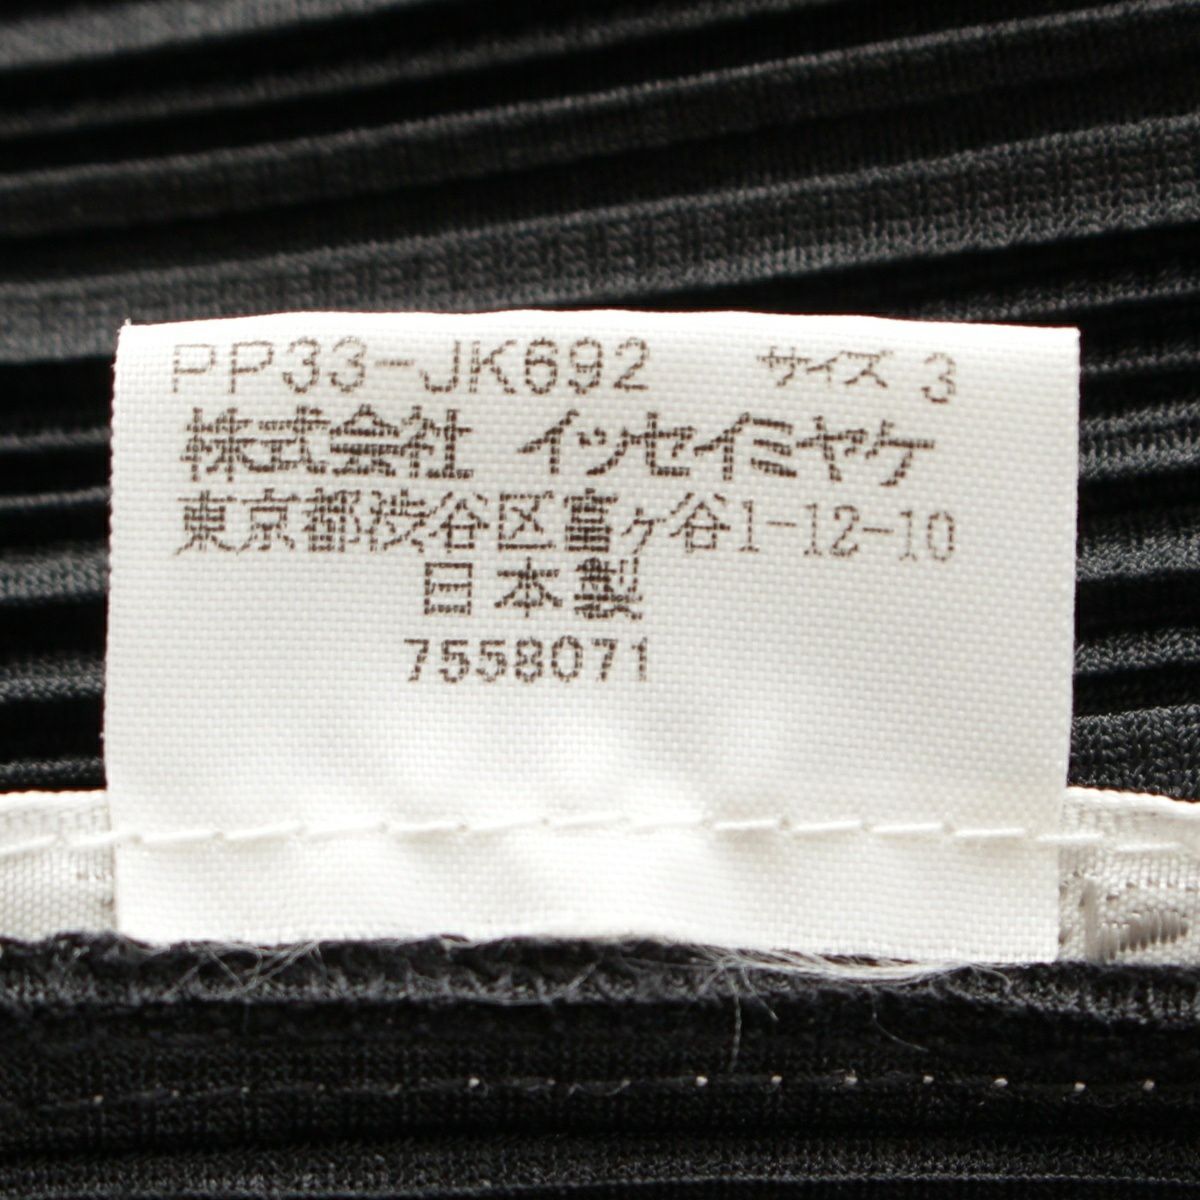 PP33-JK692 サイズ 3
株式会社 イッセイミヤケ
東京都渋谷区富ヶ谷1-12-10
日本製
7558071